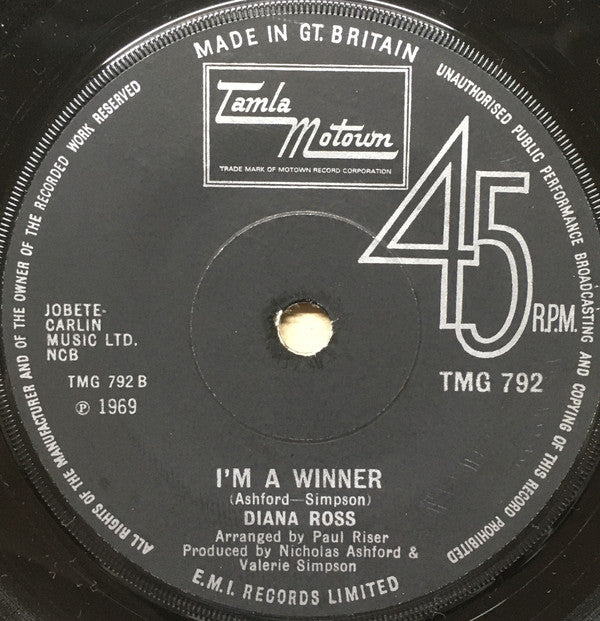 MADE IN GT. BRITAIN
UNAUTHORISED PUBLIC PERFORMANCE BROADCASTING AND COPYING OF THIS RECORD PROHIBITED
E.M.I. RECORDS LIMITED
ALL RIGHTS OF THE MANUFACTURER AND OF THE OWNER OF THE RECORDED WORK RESERVED
Tamla
Motown
TRADE MARK OF MOTOWN RECORD CORPORATION
45
R.P.M.
JOBETE-
CARLIN
MUSIC LTD.
NCB
TMG 792 B
℗ 1969
TMG 792
I'M A WINNER
(Ashford—Simpson)
DIANA ROSS
Arranged by Paul Riser
Produced by Nicholas Ashford &
Valerie Simpson